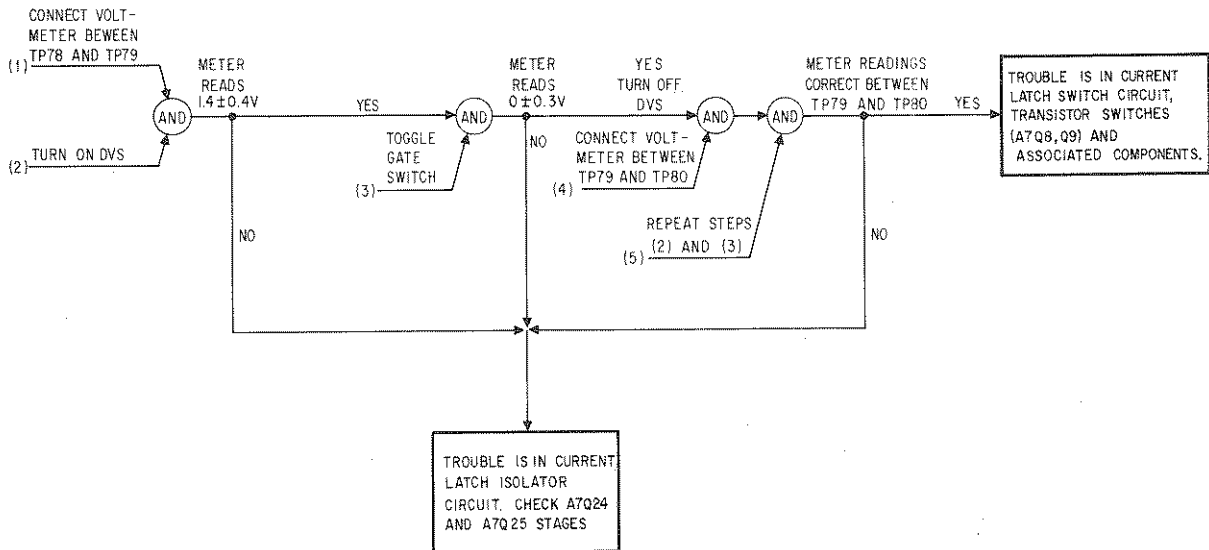 CONNECT VOLT-
METER BEWEEN
TP78 AND TP79
(1)
(2) TURN ON DVS
AND
METER
READS
1.4±0.4V
YES
NO
TOGGLE
GATE
SWITCH
(3)
AND
METER
READS
0±0.3V
NO
YES
TURN OFF
DVS
CONNECT VOLT-
METER BETWEEN
TP79 AND TP80
(4)
AND
REPEAT STEPS
(2) AND (3)
(5)
AND
METER READINGS
CORRECT BETWEEN
TP79 AND TP80
YES
NO
TROUBLE IS IN CURRENT
LATCH SWITCH CIRCUIT,
TRANSISTOR SWITCHES
(A7Q8,Q9) AND
ASSOCIATED COMPONENTS.
TROUBLE IS IN CURRENT
LATCH ISOLATOR
CIRCUIT. CHECK A7Q24
AND A7Q25 STAGES